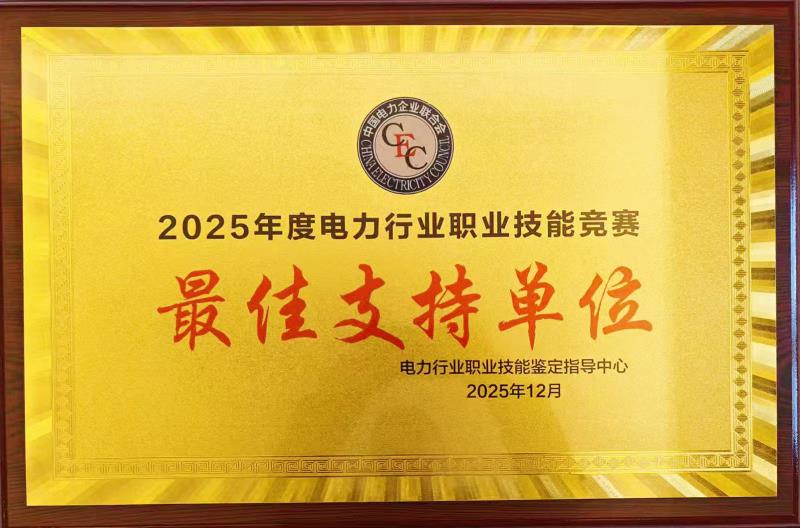 中国电力企业联合会
CEC
CHINA ELECTRICITY COUNCIL
2025年度电力行业职业技能竞赛
最佳支持单位
电力行业职业技能鉴定指导中心
2025年12月